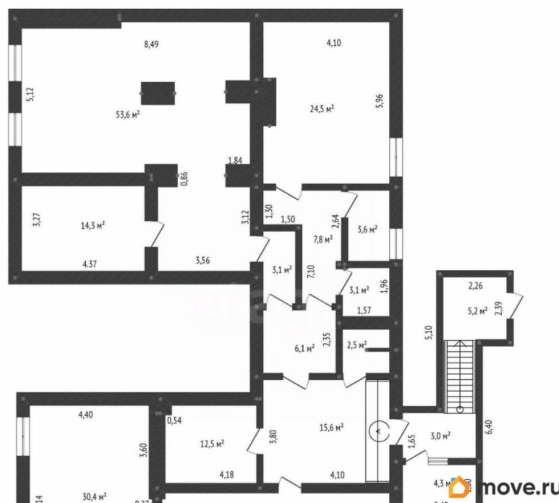 8,49
4,10
5,12
5,96
53,6 м²
24,5 м²
1,84
0,86
3,27
14,3 м²
3,12
1,30
1,50
2,64
3,6 м²
7,8 м²
4.37
3,56
3,1 м²
7,10
3,1 м²
1,96
1,57
2,26
5,2 м²
2,39
5,10
6,1 м²
2,35
2,5 м²
4,40
0,54
3,60
12,5 м²
3,80
15,6 м²
1,65
3,0 м²
6,40
4,18
4,10
30,4 м²
4,3 м²
move.ru